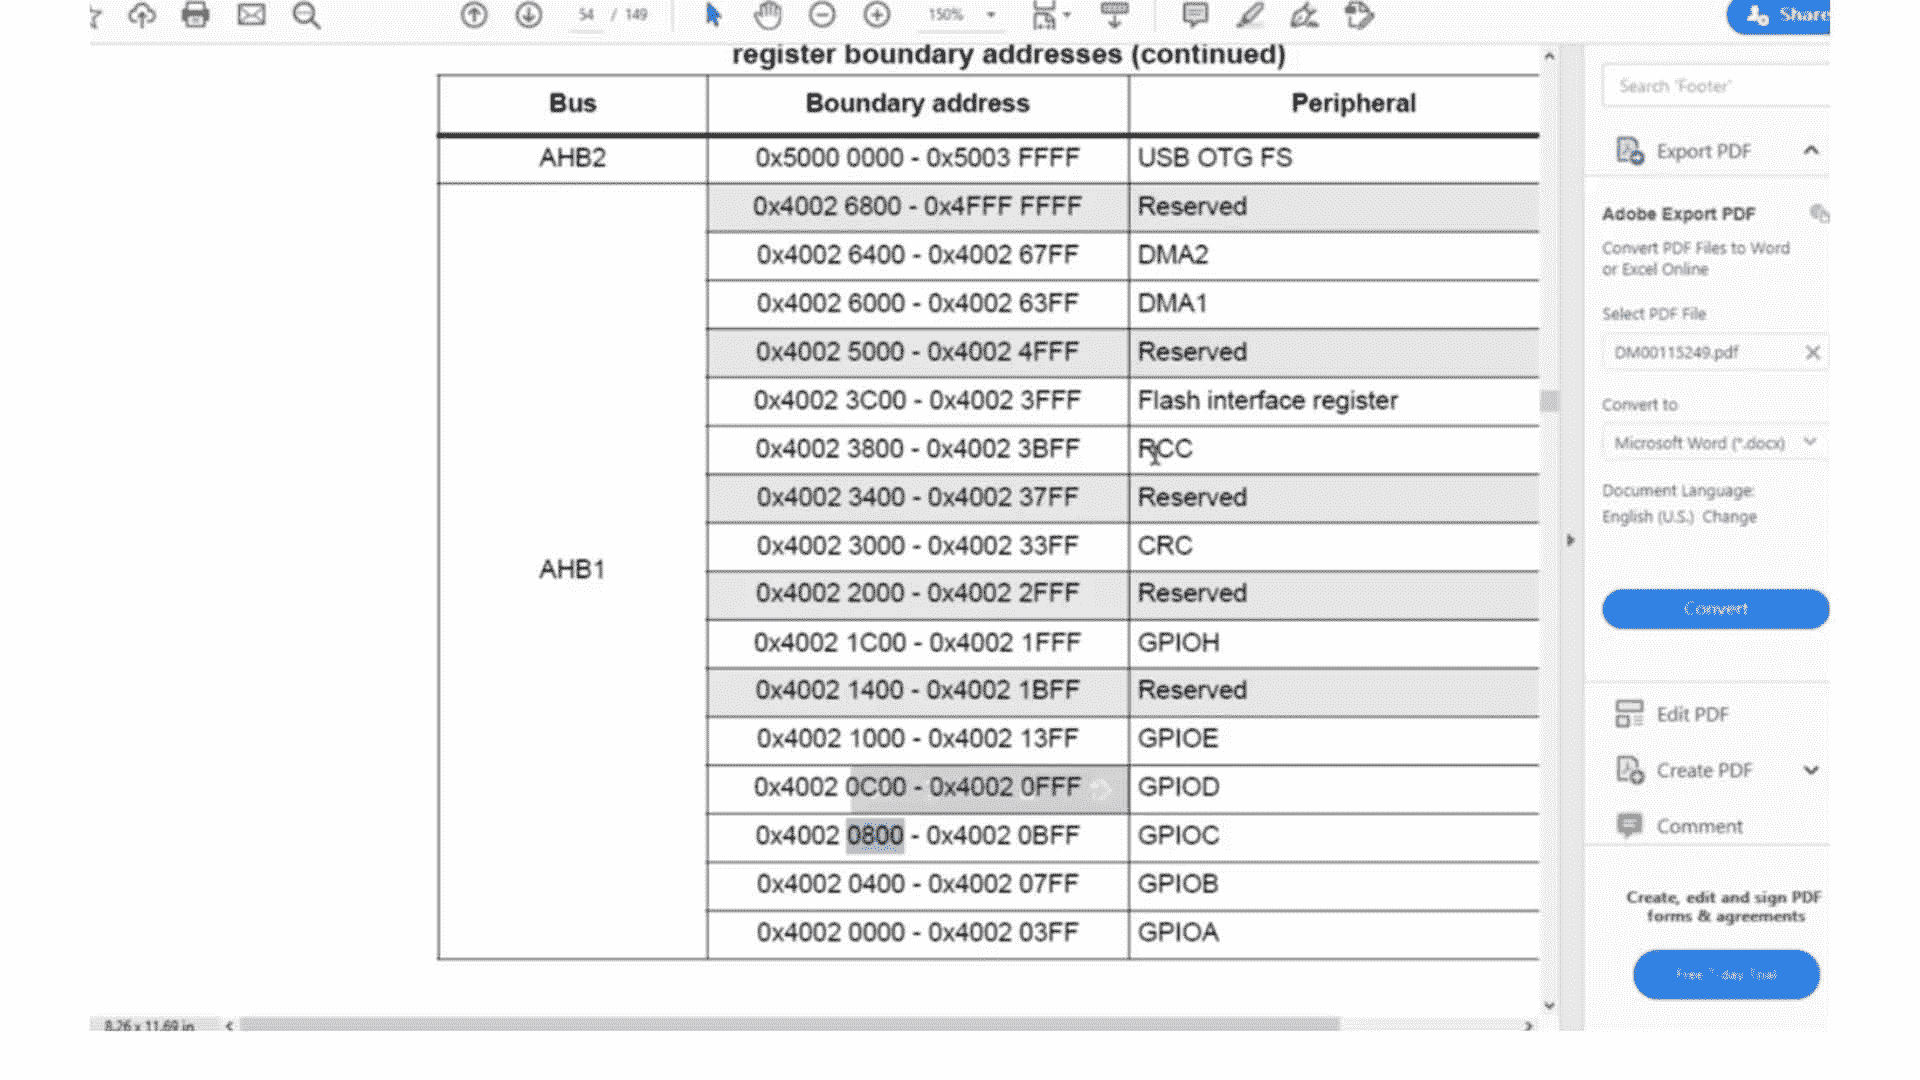 54 / 149
150%
Share
register boundary addresses (continued)
Bus Boundary address Peripheral
AHB2 0x5000 0000 - 0x5003 FFFF USB OTG FS
AHB1
0x4002 6800 - 0x4FFF FFFF Reserved
0x4002 6400 - 0x4002 67FF DMA2
0x4002 6000 - 0x4002 63FF DMA1
0x4002 5000 - 0x4002 4FFF Reserved
0x4002 3C00 - 0x4002 3FFF Flash interface register
0x4002 3800 - 0x4002 3BFF RCC
0x4002 3400 - 0x4002 37FF Reserved
0x4002 3000 - 0x4002 33FF CRC
0x4002 2000 - 0x4002 2FFF Reserved
0x4002 1C00 - 0x4002 1FFF GPIOH
0x4002 1400 - 0x4002 1BFF Reserved
0x4002 1000 - 0x4002 13FF GPIOE
0x4002 0C00 - 0x4002 0FFF GPIOD
0x4002 0800 - 0x4002 0BFF GPIOC
0x4002 0400 - 0x4002 07FF GPIOB
0x4002 0000 - 0x4002 03FF GPIOA
8.26 x 11.69 in
Search 'Footer'
Export PDF
Adobe Export PDF
Convert PDF Files to Word
or Excel Online
Select PDF File
DM00115249.pdf
Convert to
Microsoft Word (*.docx)
Document Language:
English (U.S.) Change
Convert
Edit PDF
Create PDF
Comment
Create, edit and sign PDF
forms & agreements
Free 7-day Trial